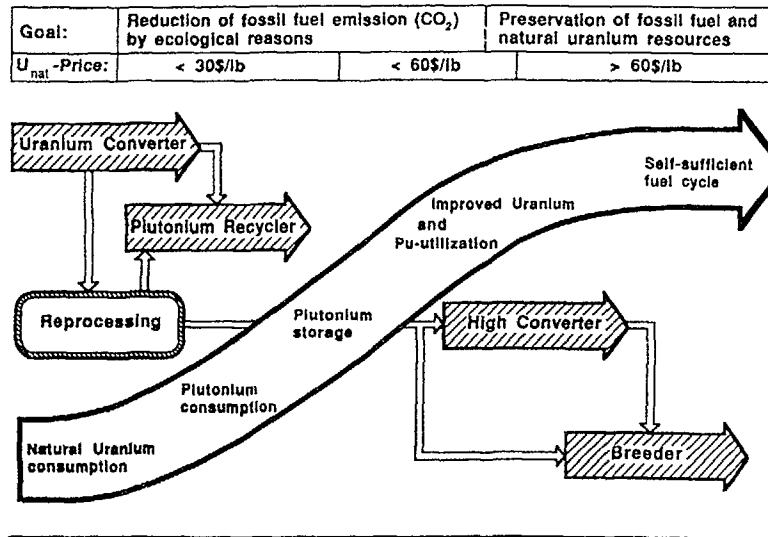 Goal:
Reduction of fossil fuel emission (CO₂)
by ecological reasons
Preservation of fossil fuel and
natural uranium resources
U_nat-Price:
< 30$/lb
< 60$/lb
> 60$/lb
Uranium Converter
Self-sufficient
fuel cycle
Plutonium Recycler
Improved Uranium
and
Pu-utilization
Reprocessing
Plutonium
storage
High Converter
Plutonium
consumption
Natural Uranium
consumption
Breeder